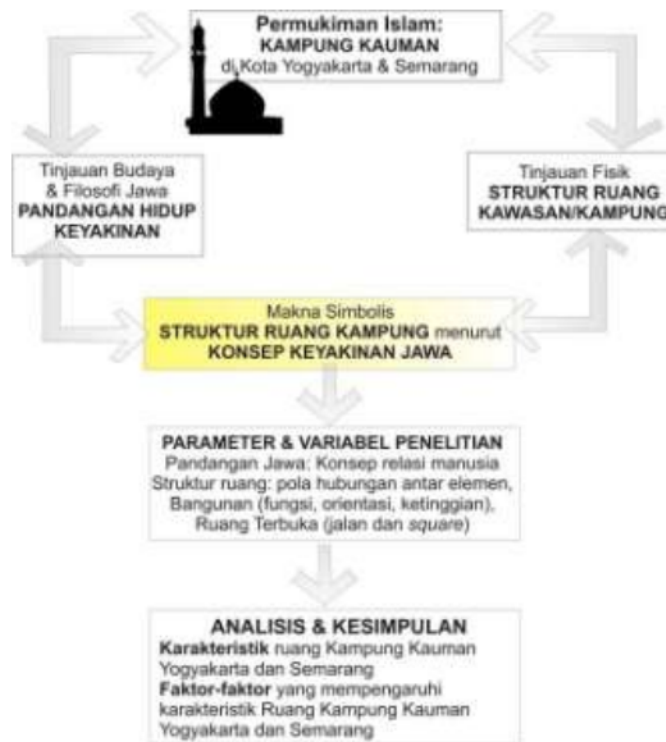 Permukiman Islam:
KAMPUNG KAUMAN
di Kota Yogyakarta & Semarang
Tinjauan Budaya
& Filosofi Jawa
PANDANGAN HIDUP
KEYAKINAN
Tinjauan Fisik
STRUKTUR RUANG
KAWASAN/KAMPUNG
Makna Simbolis
STRUKTUR RUANG KAMPUNG menurut
KONSEP KEYAKINAN JAWA
PARAMETER & VARIABEL PENELITIAN
Pandangan Jawa: Konsep relasi manusia
Struktur ruang: pola hubungan antar elemen,
Bangunan (fungsi, orientasi, ketinggian),
Ruang Terbuka (jalan dan square)
ANALISIS & KESIMPULAN
Karakteristik ruang Kampung Kauman
Yogyakarta dan Semarang
Faktor-faktor yang mempengaruhi
karakteristik Ruang Kampung Kauman
Yogyakarta dan Semarang